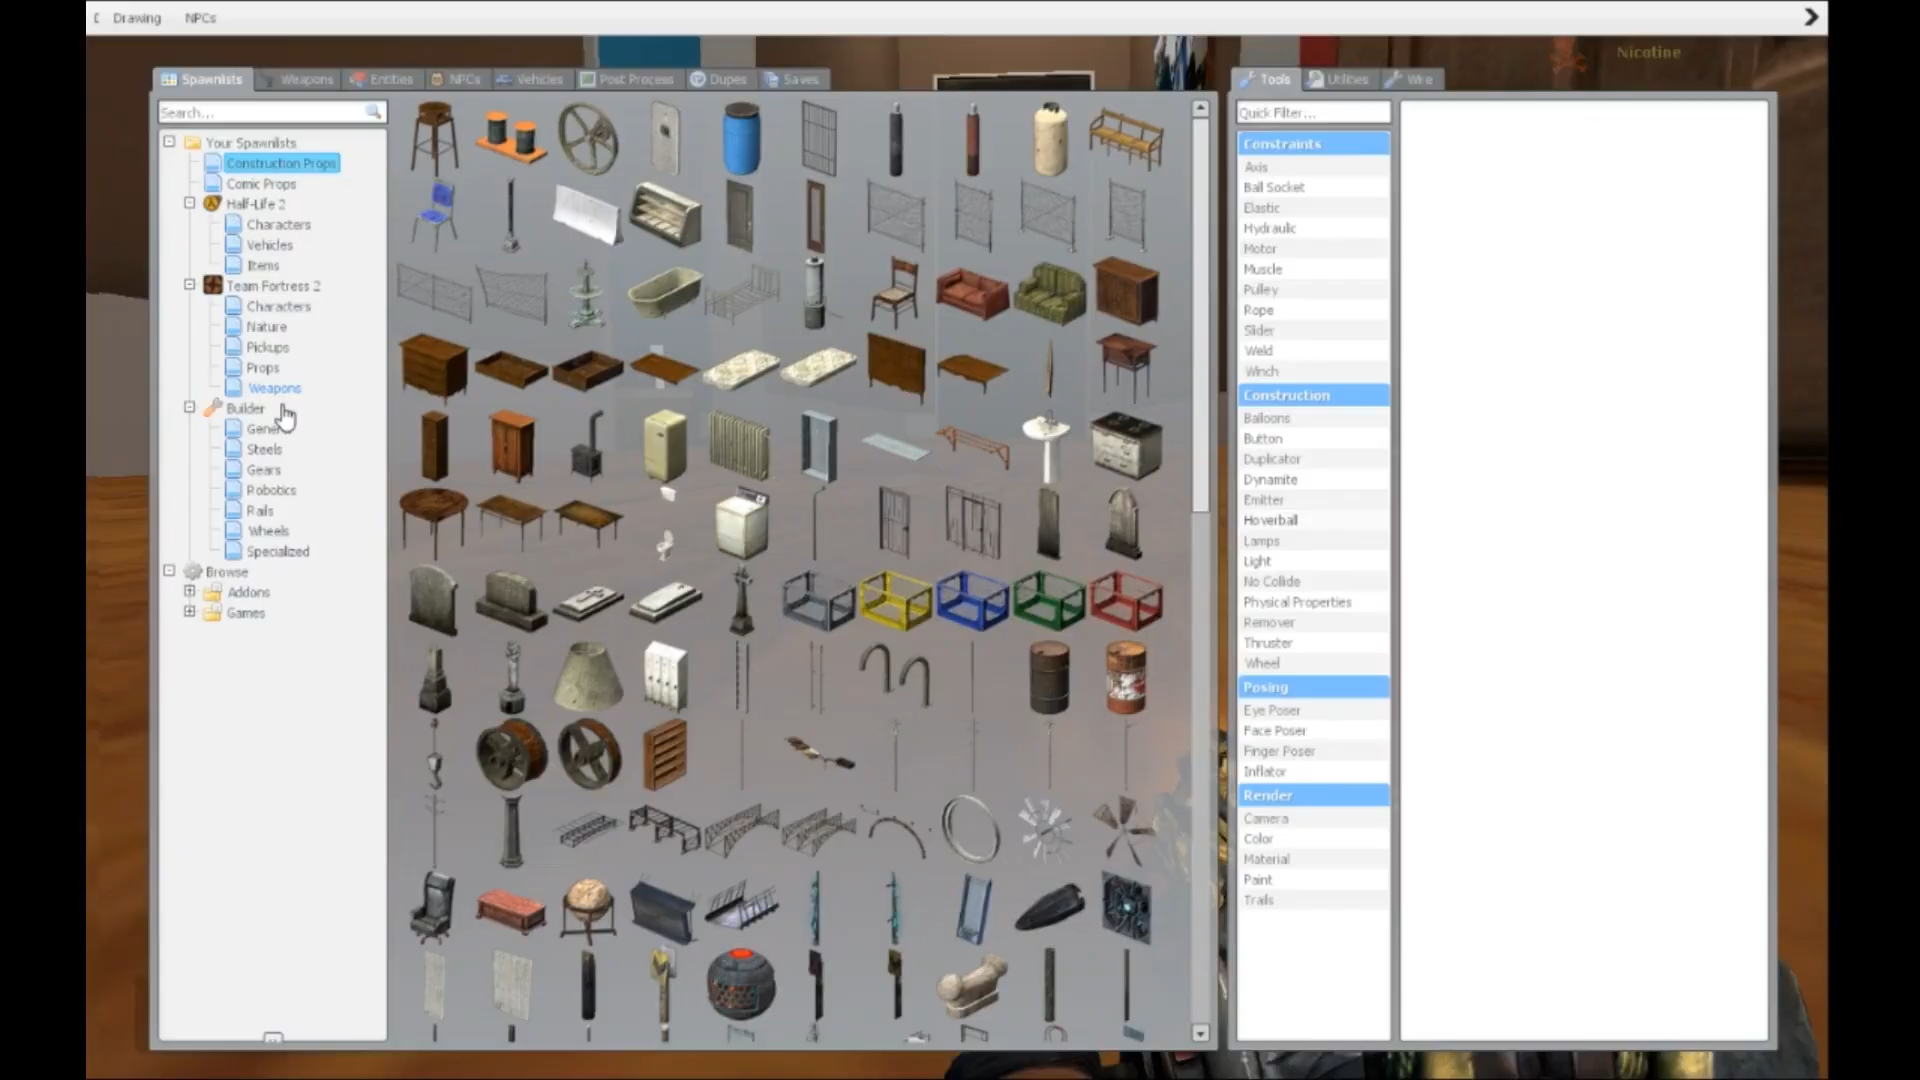 Drawing NPCs
Nicotine
Spawnlists Weapons Entities NPCs Vehicles Post Process Dupes Saves
Search...
Your Spawnlists
Construction Props
Comic Props
Half-Life 2
Characters
Vehicles
Items
Team Fortress 2
Characters
Nature
Pickups
Props
Weapons
Builder
Steels
Gears
Robotics
Rails
Wheels
Specialized
Browse
Addons
Games
Tools Utilities Wire
Quick Filter...
Constraints
Axis
Ball Socket
Elastic
Hydraulic
Motor
Muscle
Pulley
Rope
Slider
Weld
Winch
Construction
Balloons
Button
Duplicator
Dynamite
Emitter
Hoverball
Lamps
Light
No Collide
Physical Properties
Remover
Thruster
Wheel
Posing
Eye Poser
Face Poser
Finger Poser
Inflator
Render
Camera
Color
Material
Paint
Trails